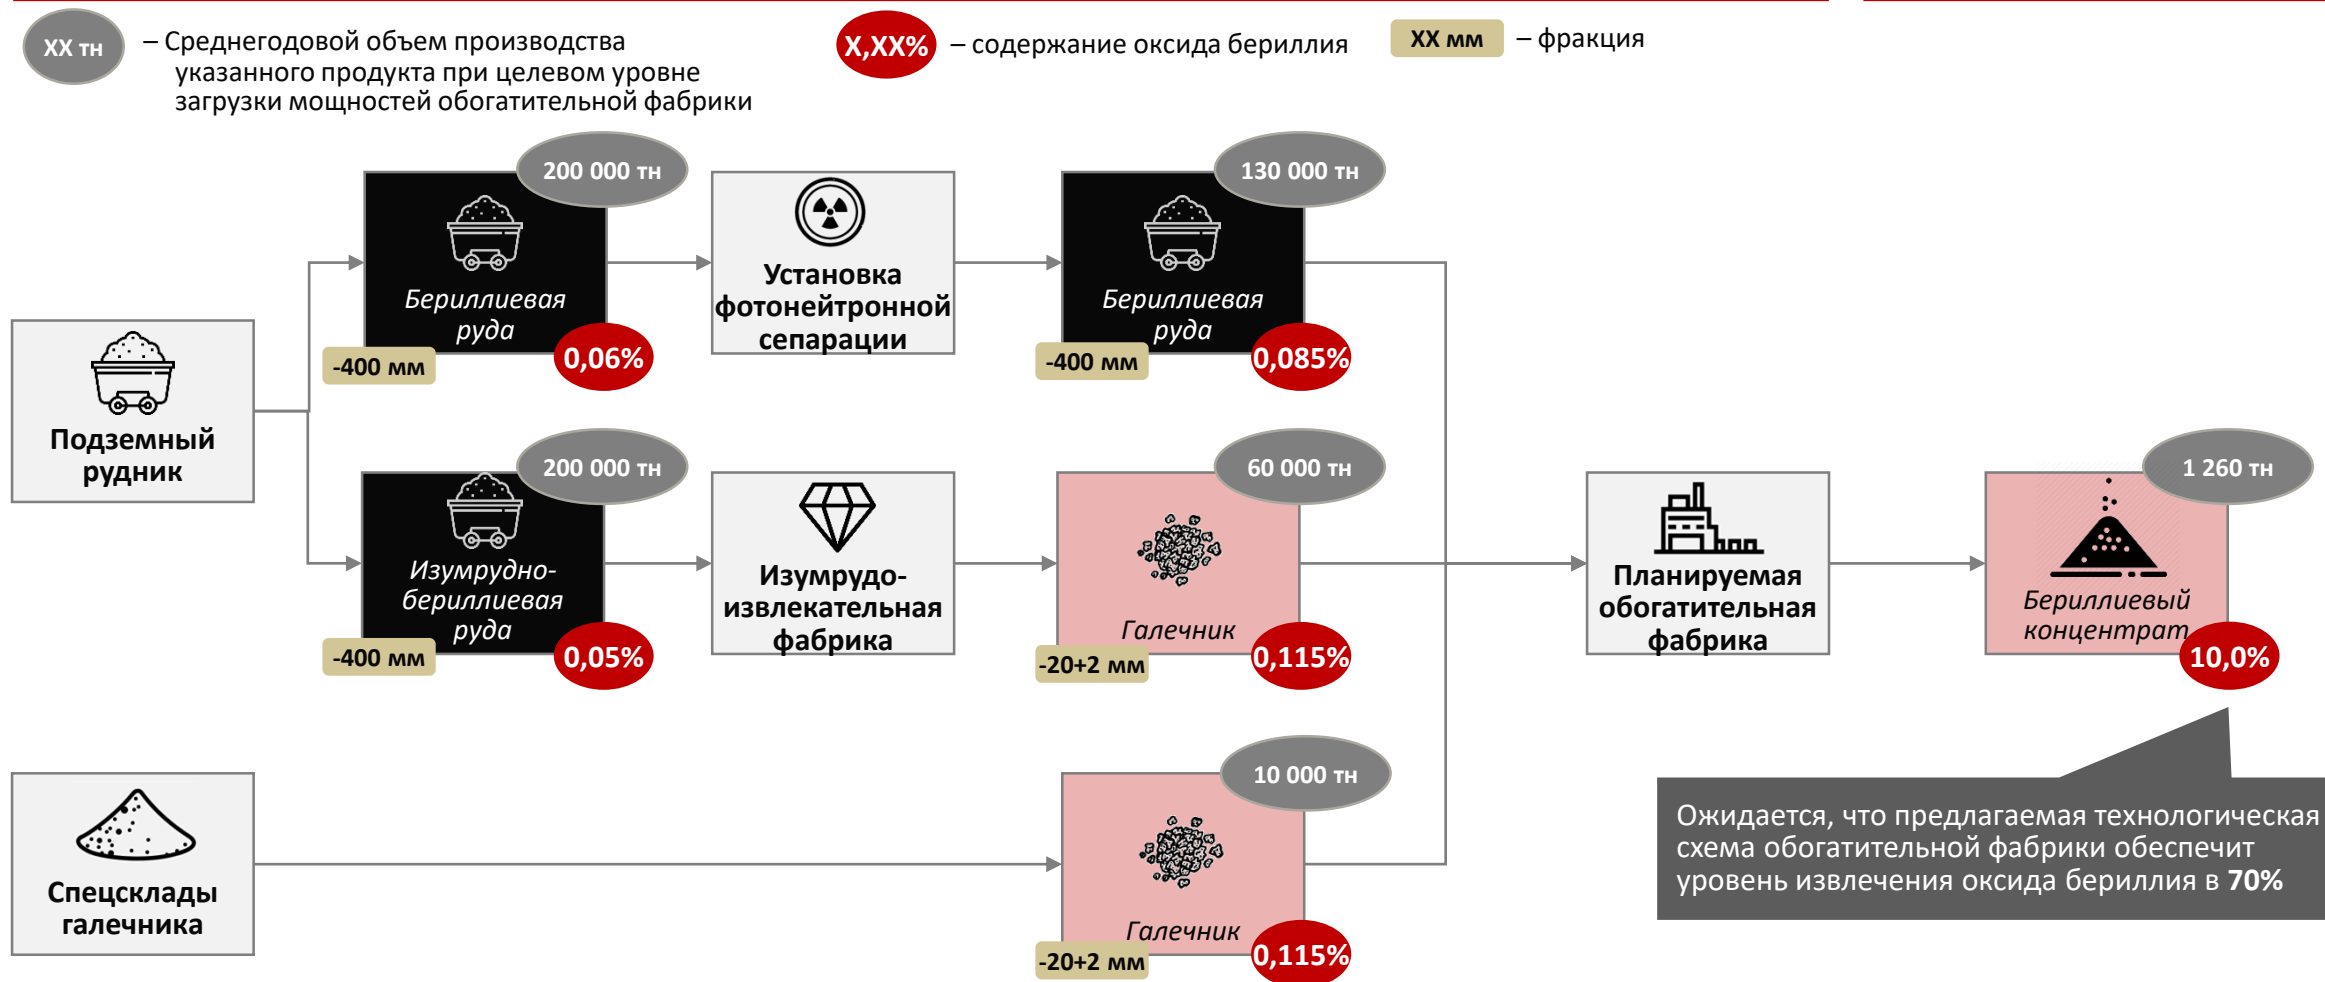 XX тн
– Среднегодовой объем производства
указанного продукта при целевом уровне
загрузки мощностей обогатительной фабрики
X,XX%
– содержание оксида бериллия
XX мм
– фракция
200 000 тн
Бериллиевая
руда
-400 мм
0,06%
Установка
фотонейтронной
сепарации
130 000 тн
Бериллиевая
руда
-400 мм
0,085%
Подземный
рудник
200 000 тн
Изумрудно-
бериллиевая
руда
-400 мм
0,05%
Изумрудо-
извлекательная
фабрика
60 000 тн
Галечник
-20+2 мм
0,115%
Планируемая
обогатительная
фабрика
1 260 тн
Бериллиевый
концентрат
10,0%
Спецсклады
галечника
10 000 тн
Галечник
-20+2 мм
0,115%
Ожидается, что предлагаемая технологическая
схема обогатительной фабрики обеспечит
уровень извлечения оксида бериллия в 70%